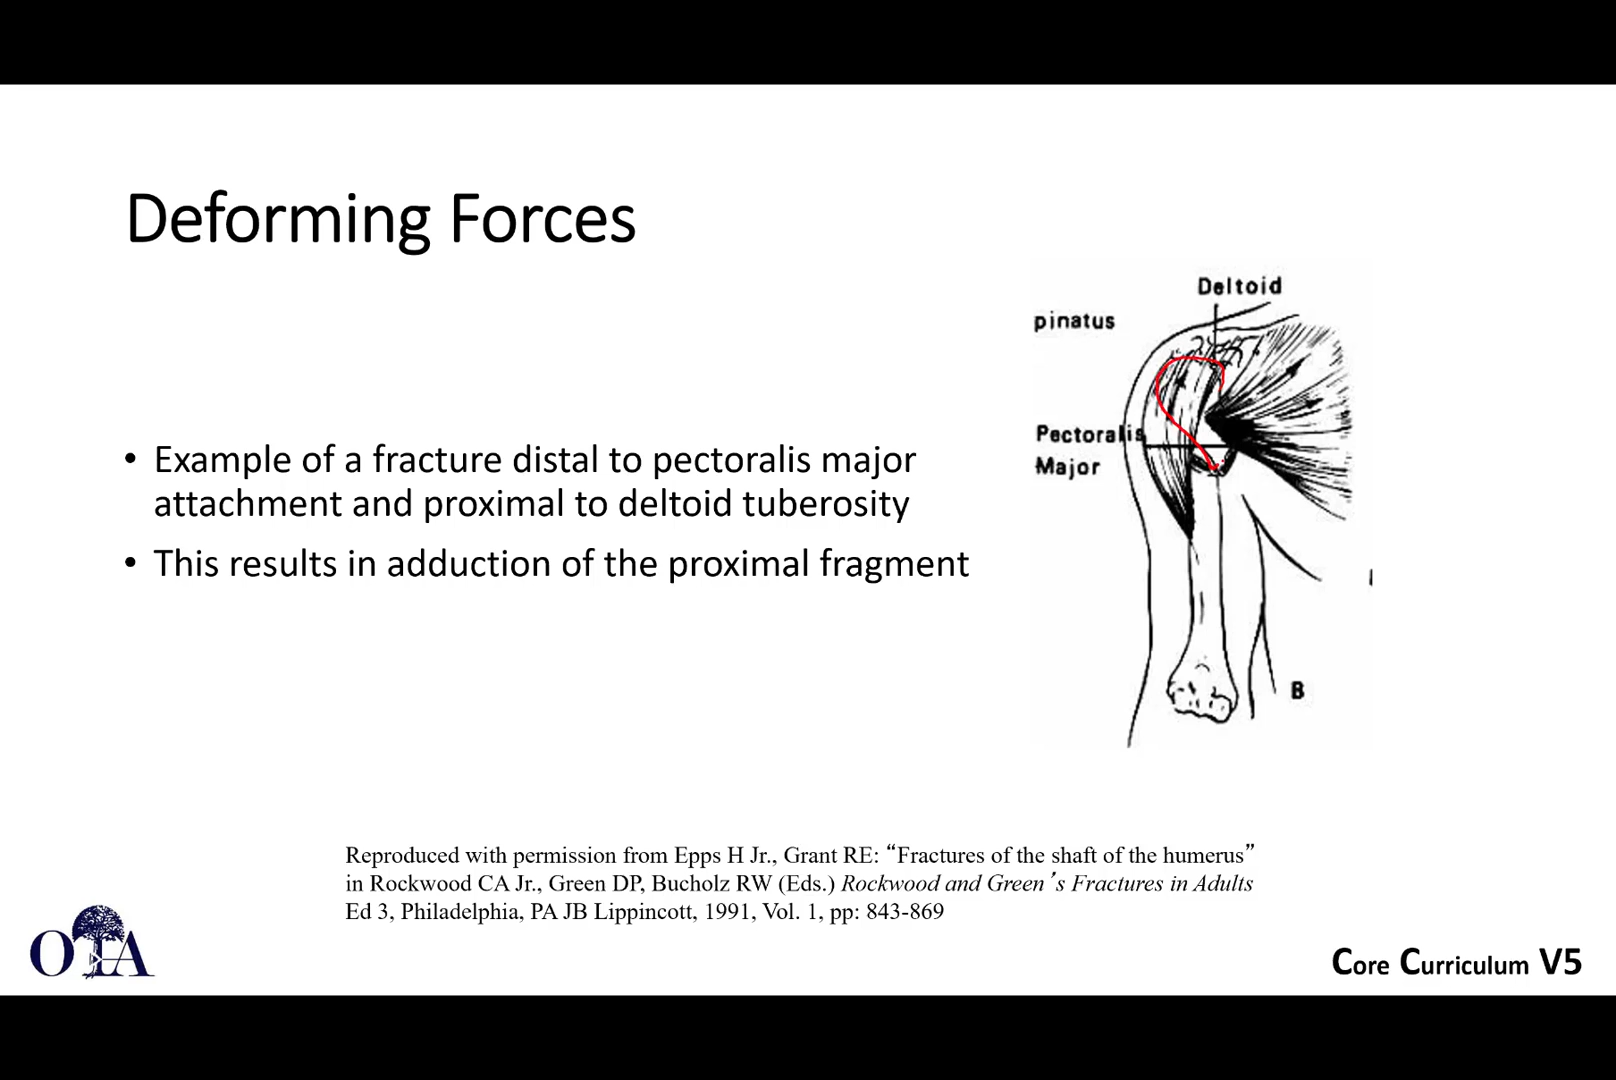 Deforming Forces
Deltoid
pinatus
Pectoralis
Major
• Example of a fracture distal to pectoralis major
attachment and proximal to deltoid tuberosity
• This results in adduction of the proximal fragment
B
Reproduced with permission from Epps H Jr., Grant RE: “Fractures of the shaft of the humerus”
in Rockwood CA Jr., Green DP, Bucholz RW (Eds.) Rockwood and Green’s Fractures in Adults
Ed 3, Philadelphia, PA JB Lippincott, 1991, Vol. 1, pp: 843-869
OTA
Core Curriculum V5